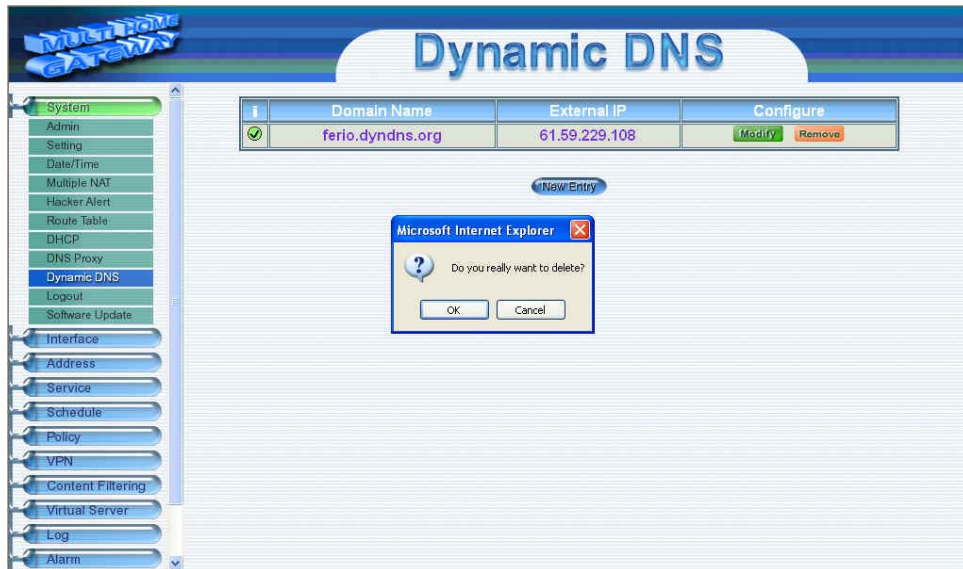 MULTI HOME
GATEWAY
Dynamic DNS
System
Admin
Setting
Date/Time
Multiple NAT
Hacker Alert
Route Table
DHCP
DNS Proxy
Dynamic DNS
Logout
Software Update
Interface
Address
Service
Schedule
Policy
VPN
Content Filtering
Virtual Server
Log
Alarm
i Domain Name External IP Configure
ferio.dyndns.org 61.59.229.108 Modify Remove
New Entry
Microsoft Internet Explorer
Do you really want to delete?
OK Cancel